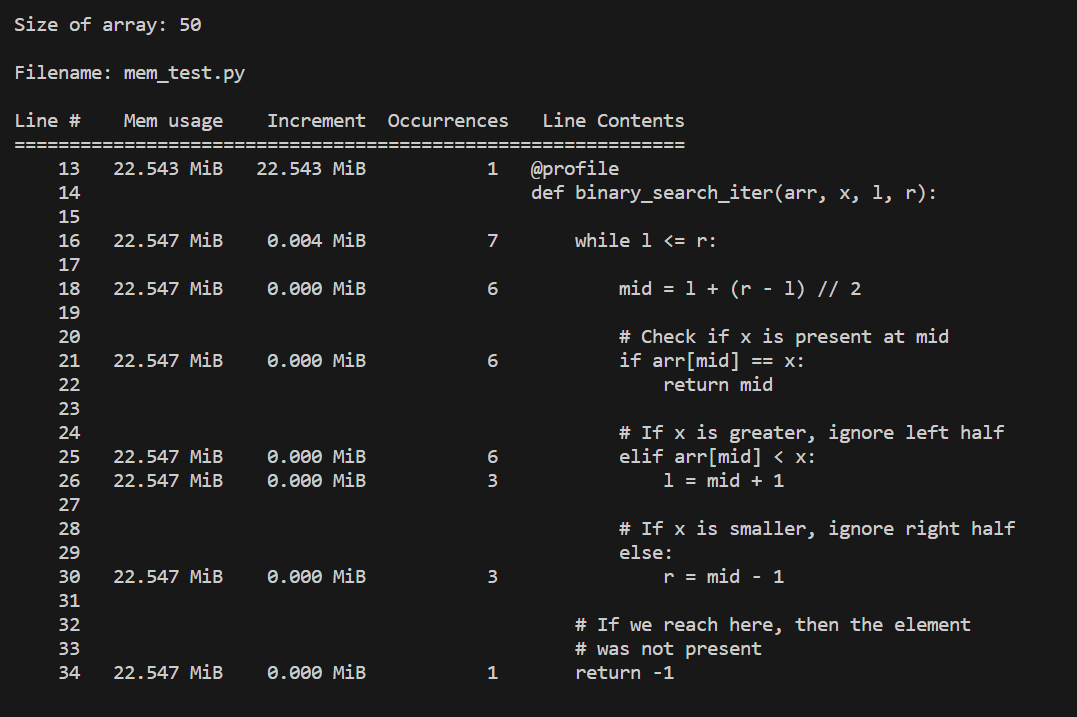 Size of array: 50
Filename: mem_test.py
Line #    Mem usage    Increment  Occurrences   Line Contents
=============================================================
    13   22.543 MiB   22.543 MiB           1   @profile
    14                                         def binary_search_iter(arr, x, l, r):
    15
    16   22.547 MiB    0.004 MiB           7       while l <= r:
    17
    18   22.547 MiB    0.000 MiB           6           mid = l + (r - l) // 2
    19
    20                                                 # Check if x is present at mid
    21   22.547 MiB    0.000 MiB           6           if arr[mid] == x:
    22                                                     return mid
    23
    24                                                 # If x is greater, ignore left half
    25   22.547 MiB    0.000 MiB           6           elif arr[mid] < x:
    26   22.547 MiB    0.000 MiB           3               l = mid + 1
    27
    28                                                 # If x is smaller, ignore right half
    29                                                 else:
    30   22.547 MiB    0.000 MiB           3               r = mid - 1
    31
    32                                             # If we reach here, then the element
    33                                             # was not present
    34   22.547 MiB    0.000 MiB           1       return -1